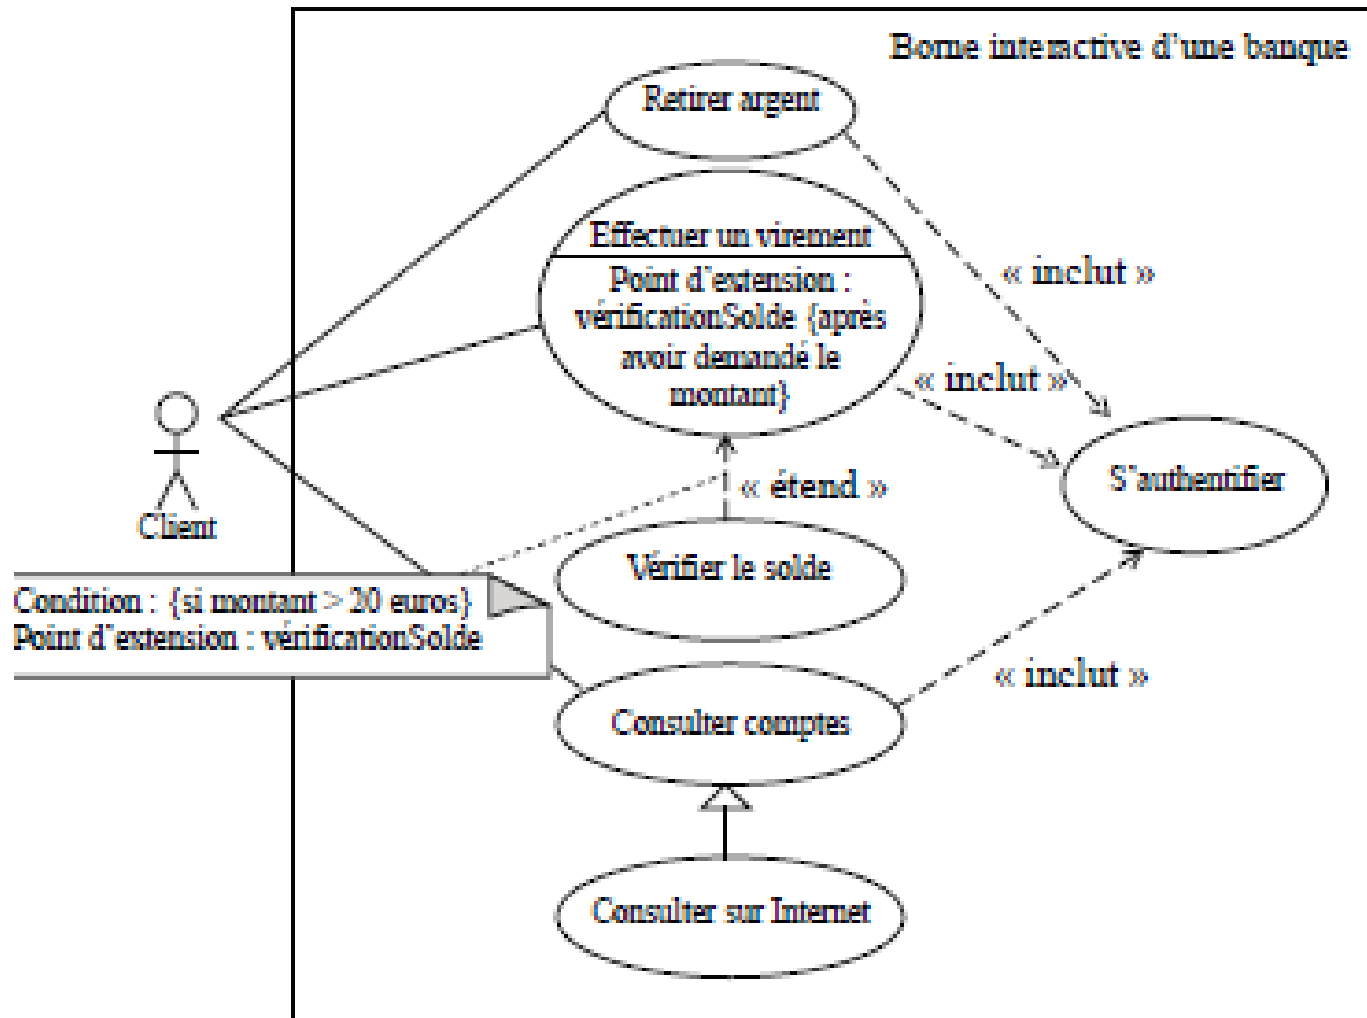 Borne interactive d'une banque
Retirer argent
Effectuer un virement
Point d'extension :
vérificationSolde {après
avoir demandé le
montant}
« inclut »
« inclut »
S'authentifier
« étend »
Client
Vérifier le solde
Condition : {si montant > 20 euros}
Point d'extension : vérificationSolde
« inclut »
Consulter comptes
Consulter sur Internet